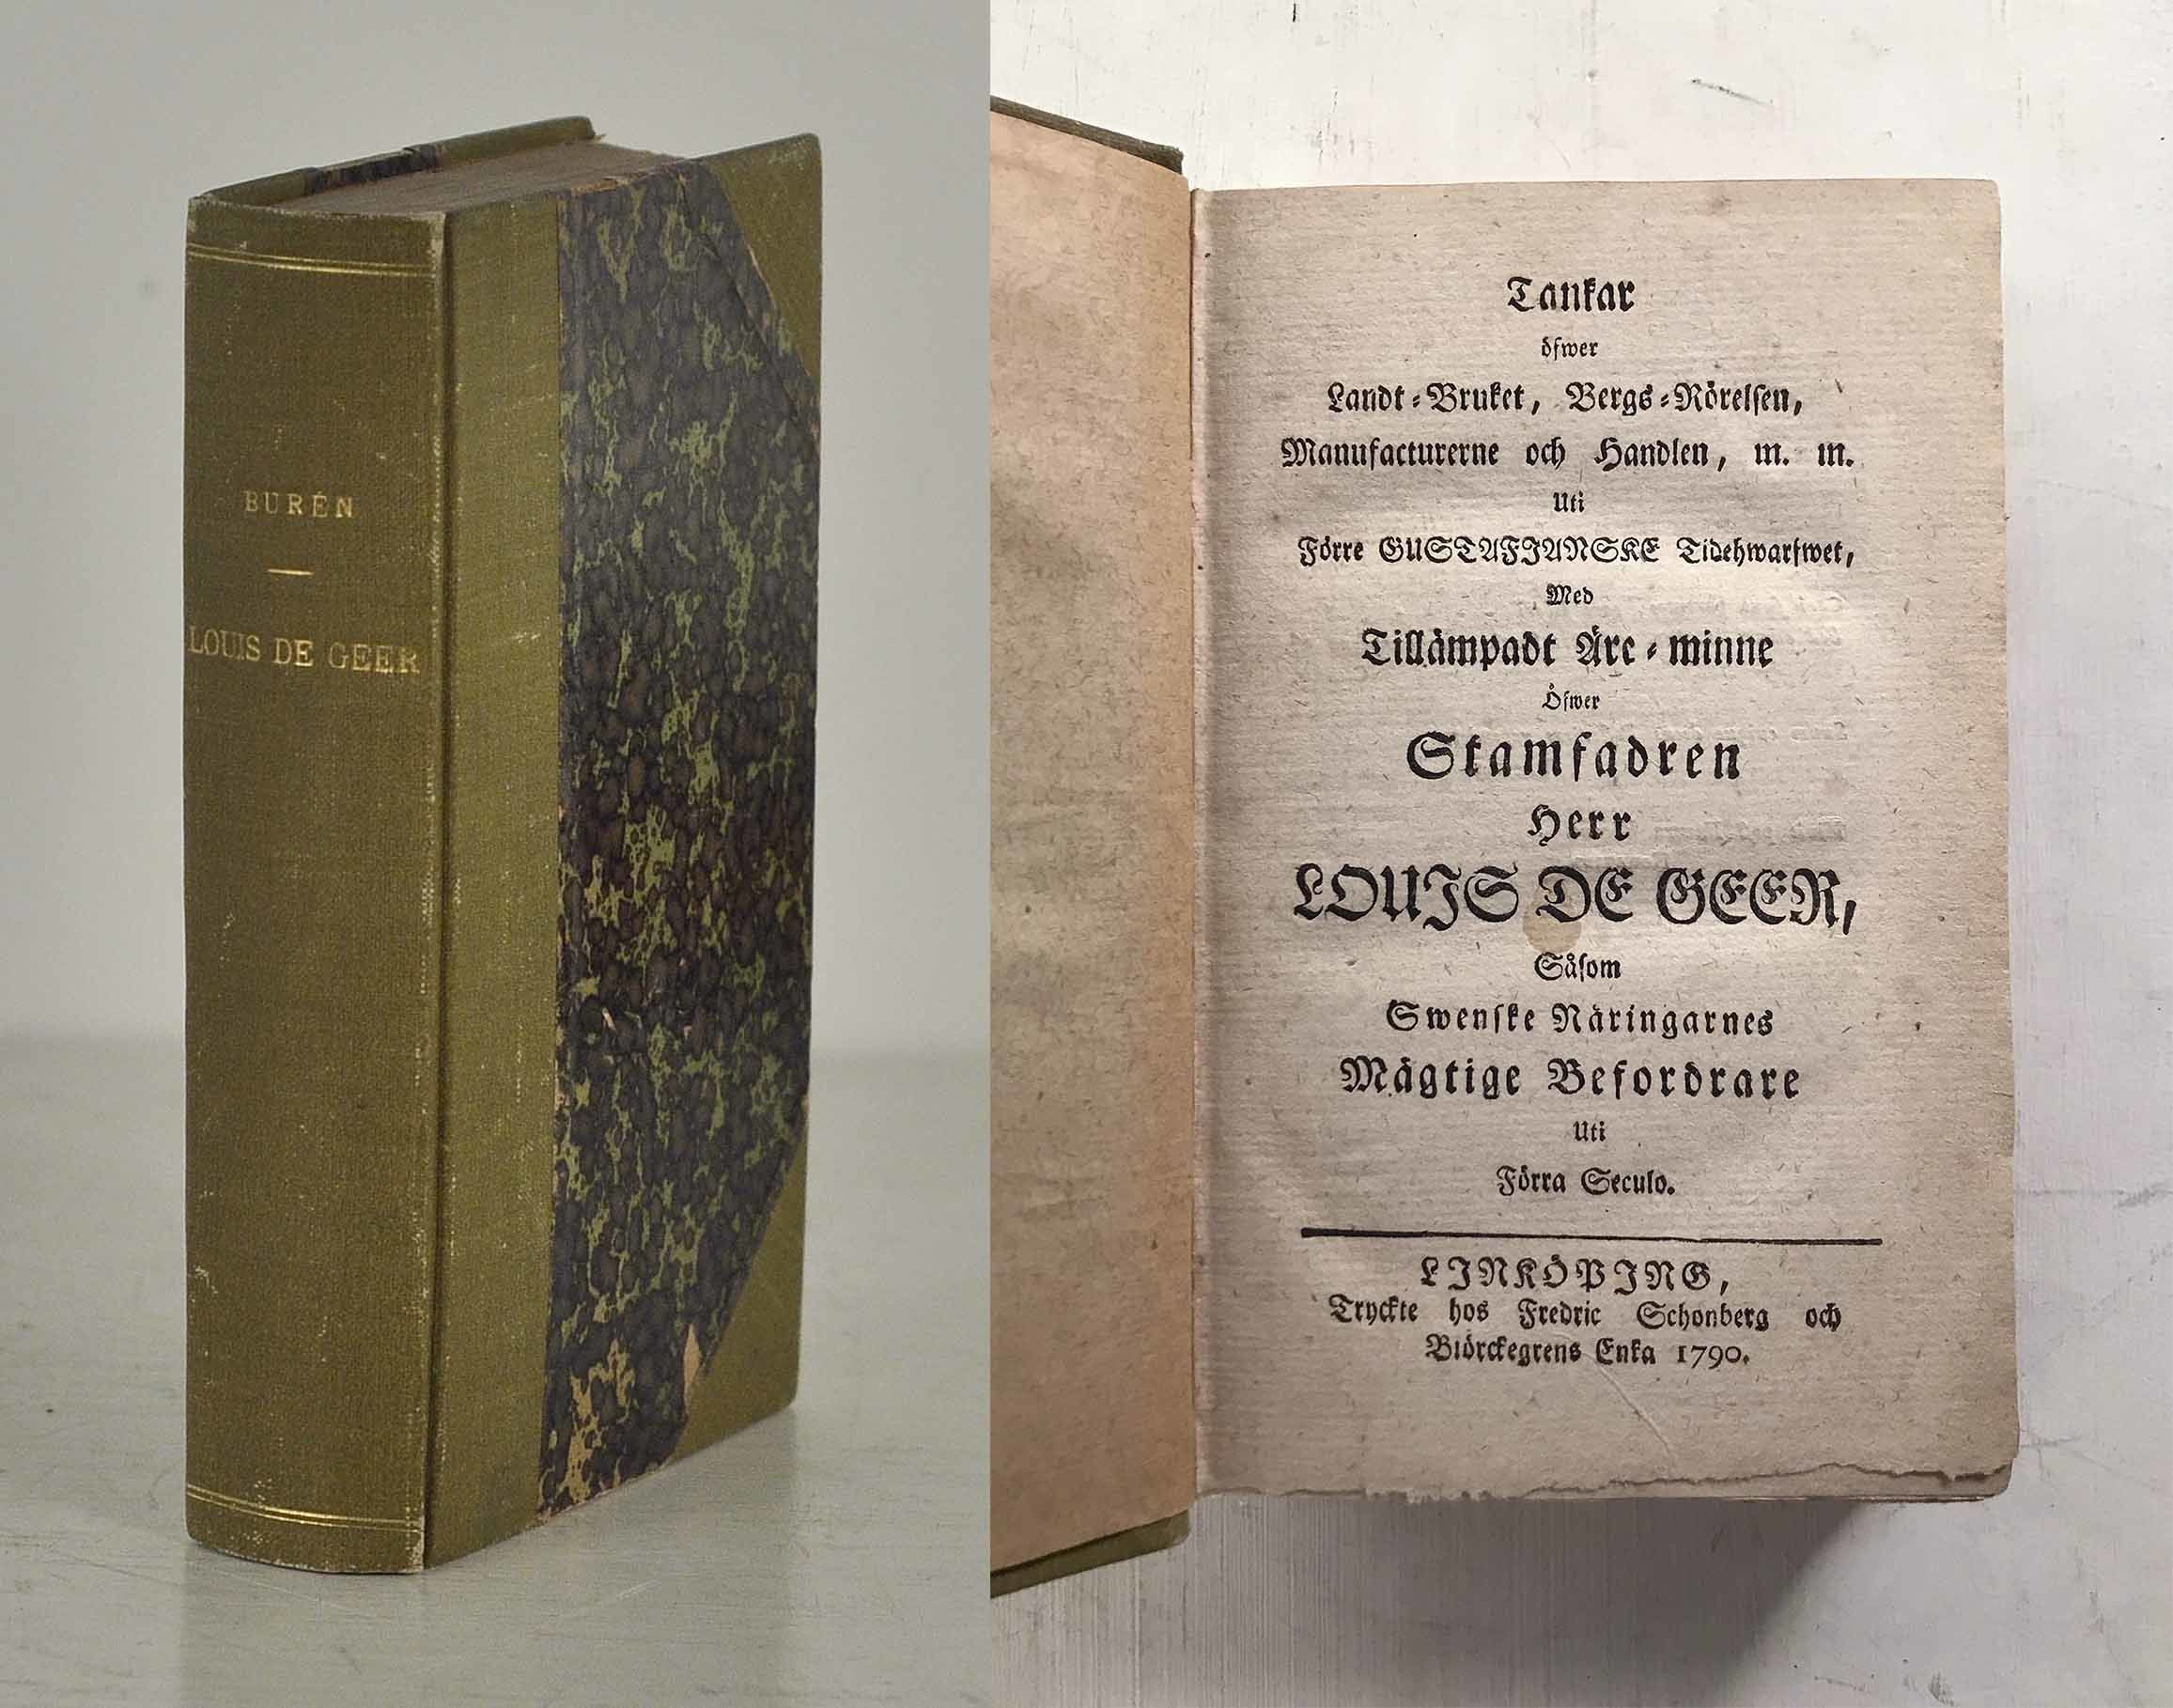 BURÉN
LOUIS DE GEER
Tankar
öfwer
Landt-Bruket, Bergs-Rörelsen,
Manufacturerne och Handlen, m. m.
Uti
Förre GUSTAFIANSKE Tidehwarfwet,
Med
Tillämpadt Äre-minne
Öfwer
Stamfadren
Herr
LOUIS DE GEER,
Såsom
Swenske Näringarnes
Mägtige Befordrare
Uti
Förra Seculo.
LINKÖPING,
Tryckte hos Fredric Schonberg och
Biörckegrens Enka 1790.